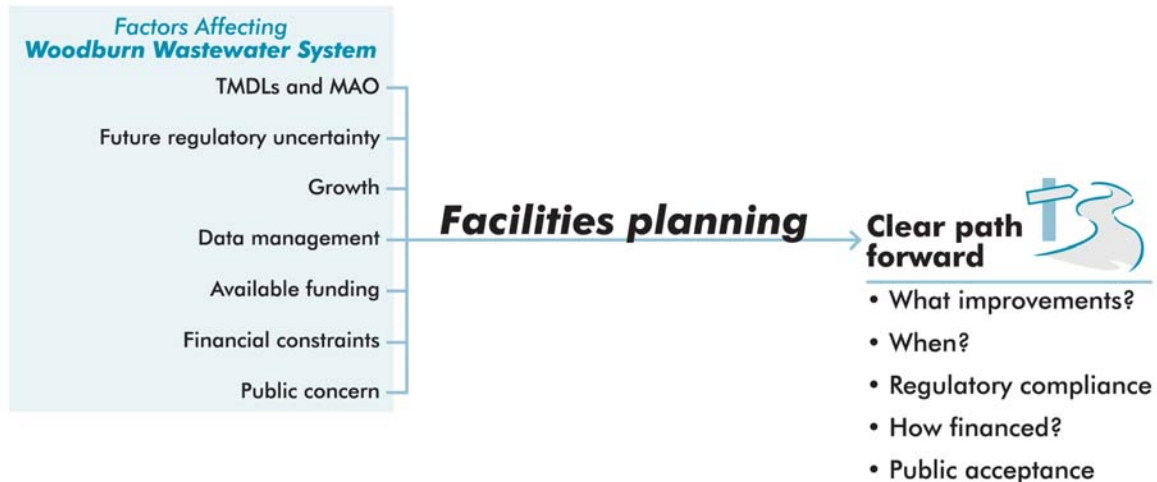 Factors Affecting
Woodburn Wastewater System
TMDLs and MAO
Future regulatory uncertainty
Growth
Data management
Available funding
Financial constraints
Public concern
Facilities planning
Clear path
forward
• What improvements?
• When?
• Regulatory compliance
• How financed?
• Public acceptance